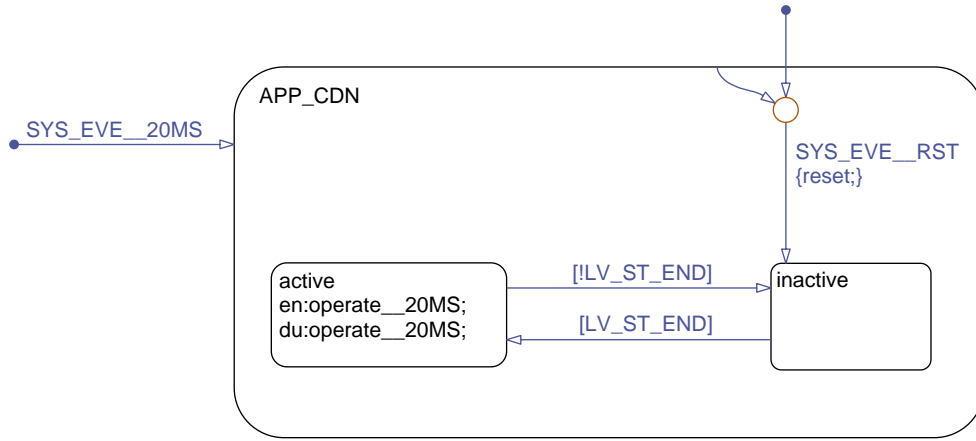 APP_CDN
SYS_EVE__20MS
SYS_EVE__RST
{reset;}
active
en:operate__20MS;
du:operate__20MS;
[!LV_ST_END]
inactive
[LV_ST_END]